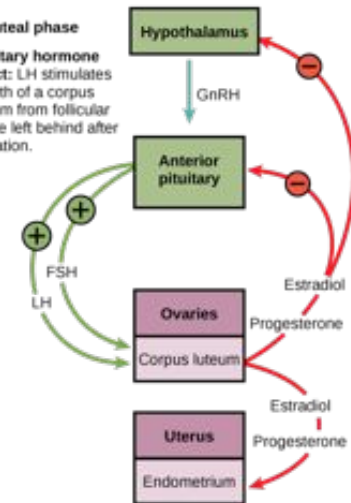 uteal phase
itary hormone
ct: LH stimulates
th of a corpus
m from follicular
e left behind after
ation.
Hypothalamus
GnRH
Anterior
pituitary
FSH
LH
Estradiol
Progesterone
Ovaries
Corpus luteum
Estradiol
Progesterone
Uterus
Endometrium